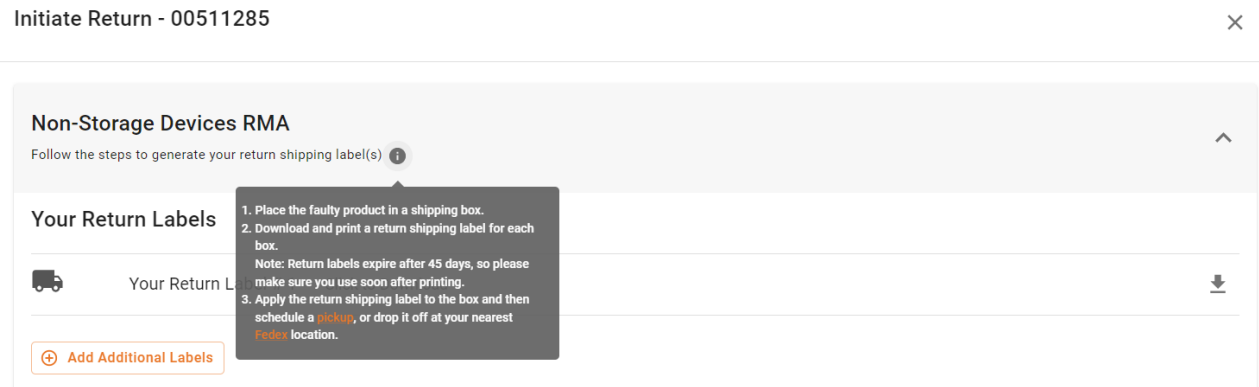 Initiate Return - 00511285
Non-Storage Devices RMA
Follow the steps to generate your return shipping label(s)
1. Place the faulty product in a shipping box.
2. Download and print a return shipping label for each
box.
Note: Return labels expire after 45 days, so please
make sure you use soon after printing.
3. Apply the return shipping label to the box and then
schedule a pickup, or drop it off at your nearest
Fedex location.
Your Return Labels
Your Return La
Add Additional Labels